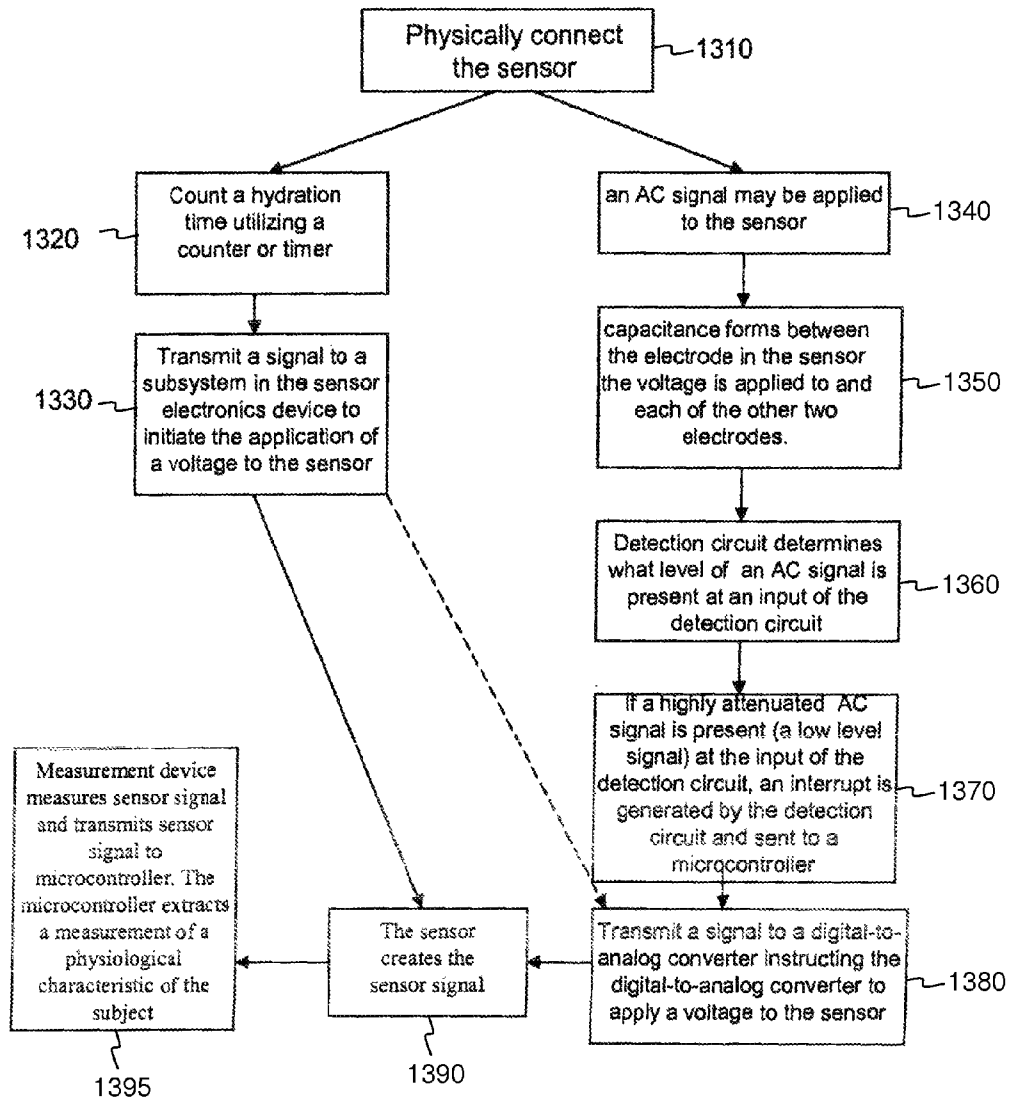 Physically connect
the sensor
1310
Count a hydration
time utilizing a
counter or timer
1320
an AC signal may be applied
to the sensor
1340
Transmit a signal to a
subsystem in the sensor
electronics device to
initiate the application of
a voltage to the sensor
1330
capacitance forms between
the electrode in the sensor
the voltage is applied to and
each of the other two
electrodes.
1350
Detection circuit determines
what level of an AC signal is
present at an input of the
detection circuit
1360
If a highly attenuated AC
signal is present (a low level
signal) at the input of the
detection circuit, an interrupt is
generated by the detection
circuit and sent to a
microcontroller
1370
Transmit a signal to a digital-to-
analog converter instructing the
digital-to-analog converter to
apply a voltage to the sensor
1380
The sensor
creates the
sensor signal
1390
Measurement device
measures sensor signal
and transmits sensor
signal to
microcontroller. The
microcontroller extracts
a measurement of a
physiological
characteristic of the
subject
1395